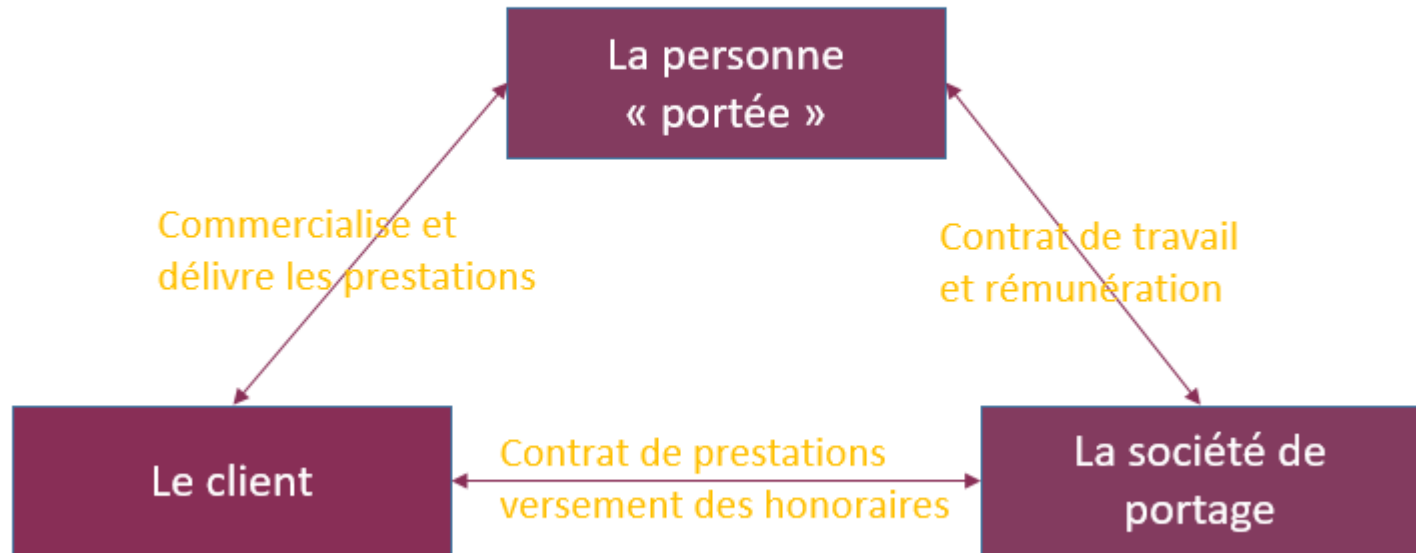 La personne
« portée »
Commercialise et
délivre les prestations
Contrat de travail
et rémunération
Le client
Contrat de prestations
versement des honoraires
La société de
portage